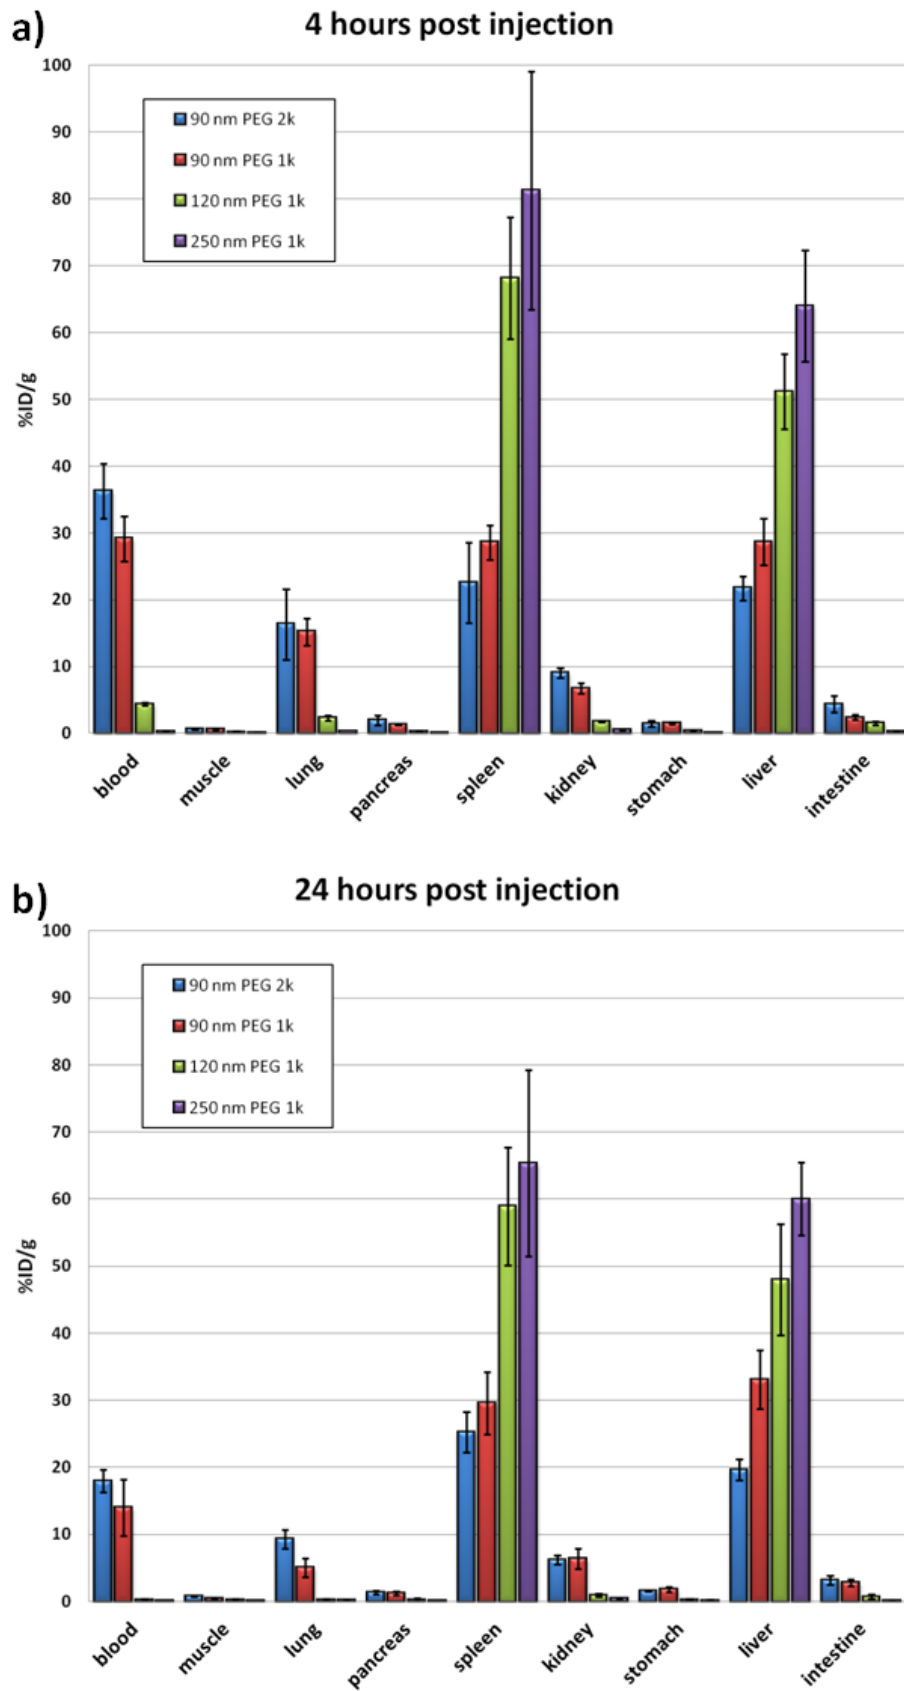 a)
4 hours post injection
100
90
80
70
60
50
40
30
20
10
0
%ID/g
90 nm PEG 2k
90 nm PEG 1k
120 nm PEG 1k
250 nm PEG 1k
blood
muscle
lung
pancreas
spleen
kidney
stomach
liver
intestine
b)
24 hours post injection
100
90
80
70
60
50
40
30
20
10
0
%ID/g
90 nm PEG 2k
90 nm PEG 1k
120 nm PEG 1k
250 nm PEG 1k
blood
muscle
lung
pancreas
spleen
kidney
stomach
liver
intestine